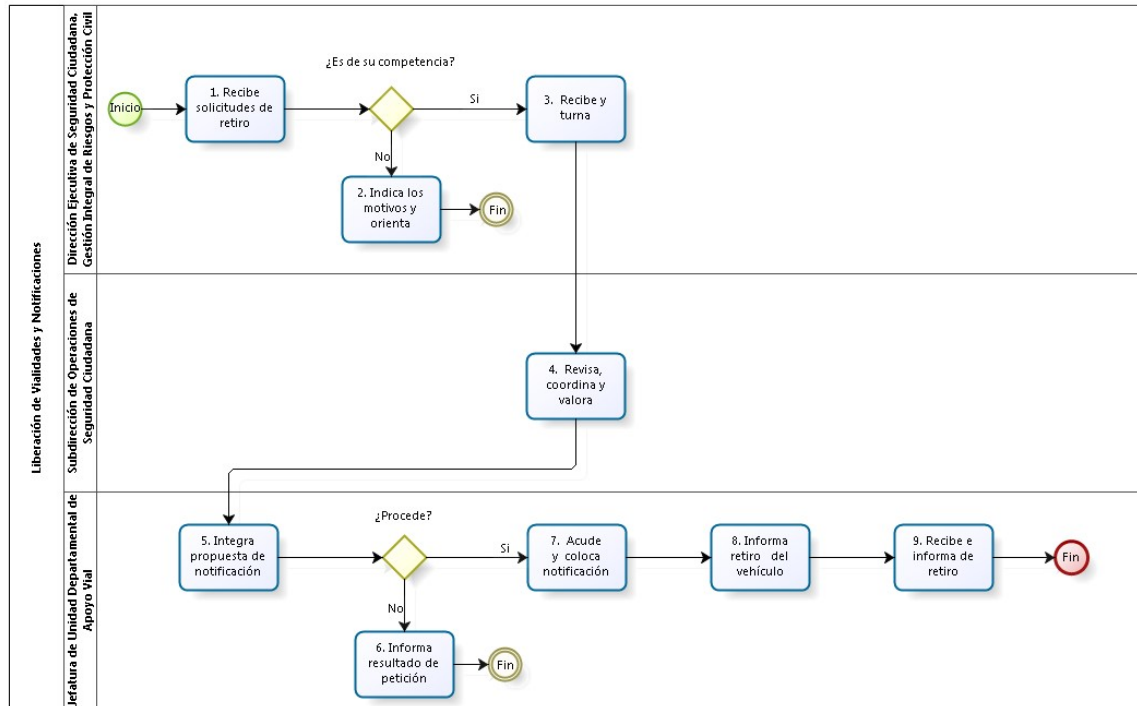 Liberación de Vialidades y Notificaciones
Dirección Ejecutiva de Seguridad Ciudadana,
Gestión Integral de Riesgos y Protección Civil
¿Es de su competencia?
Inicio
1. Recibe
solicitudes de
retiro
Si
3. Recibe y
turna
No
2. Indica los
motivos y
orienta
Fin
Subdirección de Operaciones de
Seguridad Ciudadana
4. Revisa,
coordina y
valora
Jefatura de Unidad Departamental de
Apoyo Vial
¿Procede?
5. Integra
propuesta de
notificación
Si
7. Acude
y coloca
notificación
8. Informa
retiro del
vehículo
9. Recibe e
informa de
retiro
Fin
No
6. Informa
resultado de
petición
Fin